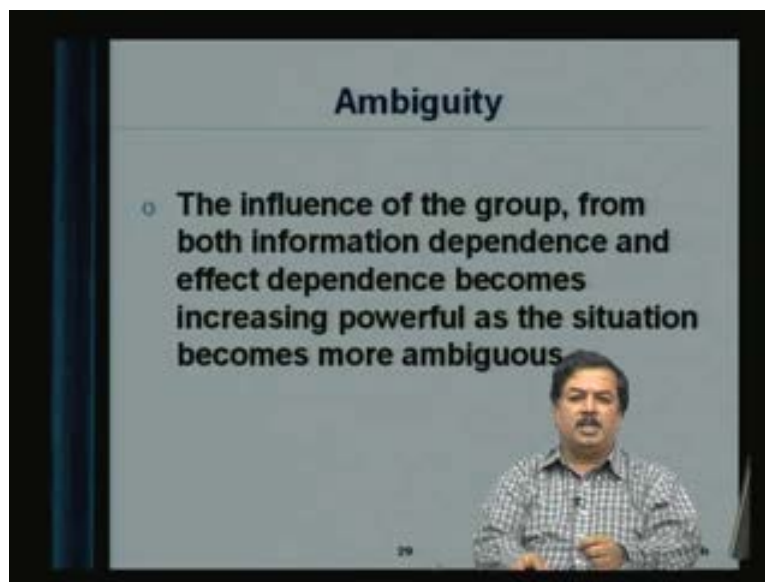 Ambiguity
o The influence of the group, from
both information dependence and
effect dependence becomes
increasing powerful as the situation
becomes more ambiguous
29